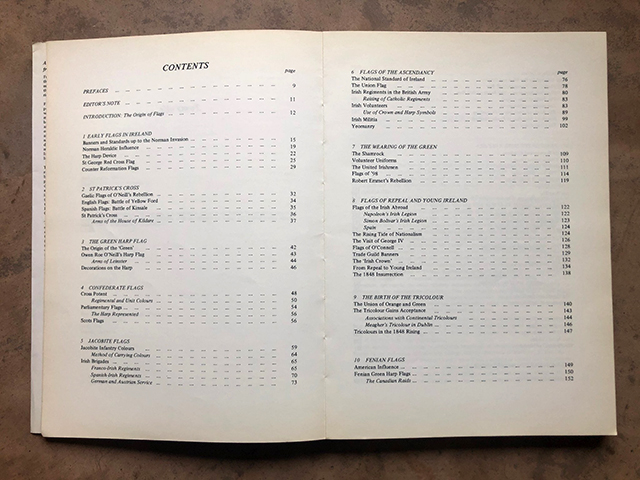 CONTENTS
page
PREFACES ... 9
EDITOR'S NOTE ... 11
INTRODUCTION: The Origin of Flags ... 12
1 EARLY FLAGS IN IRELAND
Banners and Standards up to the Norman Invasion ... 15
Norman Heraldic Influence ... 19
The Harp Device ... 22
St George Red Cross Flag ... 25
Counter Reformation Flags ... 29
2 ST PATRICK'S CROSS
Gaelic Flags of O'Neill's Rebellion ... 32
English Flags: Battle of Yellow Ford ... 34
Spanish Flags: Battle of Kinsale ... 35
St Patrick's Cross ... 36
Arms of the House of Kildare ... 37
3 THE GREEN HARP FLAG
The Origin of the 'Green' ... 42
Owen Roe O'Neill's Harp Flag ... 43
Arms of Leinster ... 44
Decorations on the Harp ... 46
4 CONFEDERATE FLAGS
Cross Potent ... 48
Regimental and Unit Colours ... 50
Parliamentary Flags ... 54
The Harp Represented ... 56
Scots Flags ... 56
5 JACOBITE FLAGS
Jacobite Infantry Colours ... 59
Method of Carrying Colours ... 64
Irish Brigades ... 65
Franco-Irish Regiments ... 65
Spanish-Irish Regiments ... 70
German and Austrian Service ... 73
6 FLAGS OF THE ASCENDANCY page
The National Standard of Ireland ... 76
The Union Flag ... 78
Irish Regiments in the British Army ... 80
Raising of Catholic Regiments ... 83
Irish Volunteers ... 83
Use of Crown and Harp Symbols ... 89
Irish Militia ... 99
Yeomanry ... 102
7 THE WEARING OF THE GREEN
The Shamrock ... 109
Volunteer Uniforms ... 110
The United Irishmen ... 111
Flags of '98 ... 114
Robert Emmet's Rebellion ... 119
8 FLAGS OF REPEAL AND YOUNG IRELAND
Flags of the Irish Abroad ... 122
Napoleon's Irish Legion ... 122
Simon Bolivar's Irish Legion ... 123
Spain ... 124
The Rising Tide of Nationalism ... 124
The Visit of George IV ... 126
Flags of O'Connell ... 128
Trade Guild Banners ... 129
The 'Irish Crown' ... 132
From Repeal to Young Ireland ... 134
The 1848 Insurrection ... 138
9 THE BIRTH OF THE TRICOLOUR
The Union of Orange and Green ... 140
The Tricolour Gains Acceptance ... 143
Associations with Continental Tricolours ... 144
Meagher's Tricolour in Dublin ... 146
Tricolours in the 1848 Rising ... 147
10 FENIAN FLAGS
American Influence ... 149
Fenian Green Harp Flags ... 150
The Canadian Raids ... 152